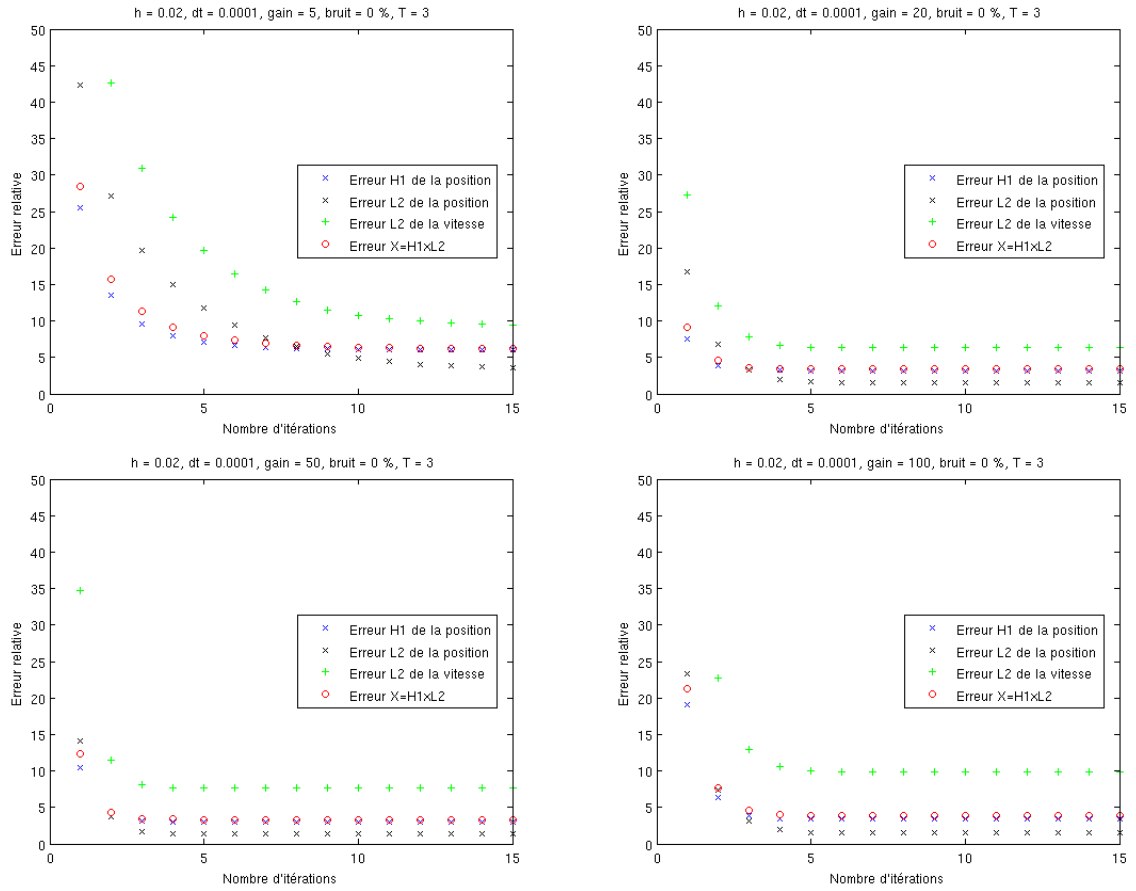 h = 0.02, dt = 0.0001, gain = 5, bruit = 0 %, T = 3
50
45
40
35
30
25
20
15
10
5
0
Erreur relative
Erreur H1 de la position
Erreur L2 de la position
Erreur L2 de la vitesse
Erreur X=H1xL2
0 5 10 15
Nombre d'itérations
h = 0.02, dt = 0.0001, gain = 20, bruit = 0 %, T = 3
50
45
40
35
30
25
20
15
10
5
0
Erreur relative
Erreur H1 de la position
Erreur L2 de la position
Erreur L2 de la vitesse
Erreur X=H1xL2
0 5 10 15
Nombre d'itérations
h = 0.02, dt = 0.0001, gain = 50, bruit = 0 %, T = 3
50
45
40
35
30
25
20
15
10
5
0
Erreur relative
Erreur H1 de la position
Erreur L2 de la position
Erreur L2 de la vitesse
Erreur X=H1xL2
0 5 10 15
Nombre d'itérations
h = 0.02, dt = 0.0001, gain = 100, bruit = 0 %, T = 3
50
45
40
35
30
25
20
15
10
5
0
Erreur relative
Erreur H1 de la position
Erreur L2 de la position
Erreur L2 de la vitesse
Erreur X=H1xL2
0 5 10 15
Nombre d'itérations